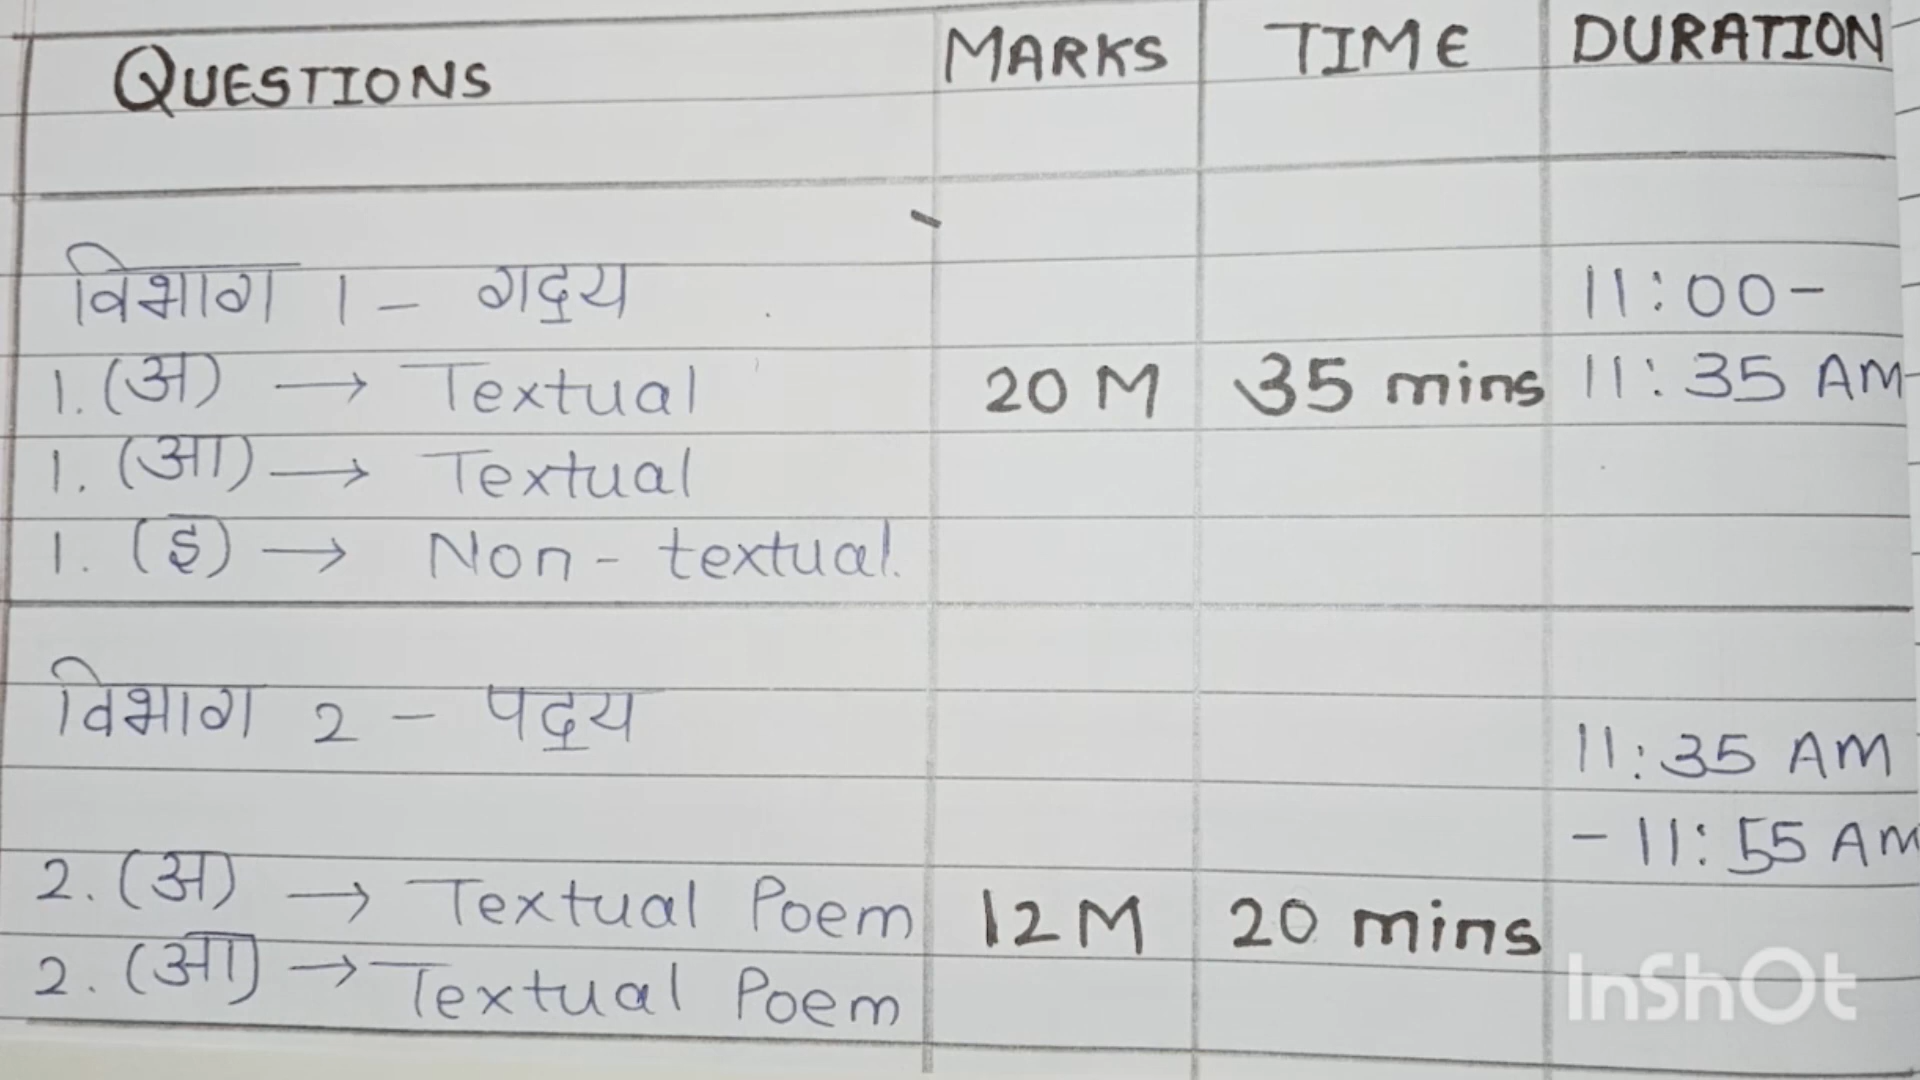 QUESTIONS MARKS TIME DURATION
विभाग 1 - गद्य 11:00 -
1. (अ) → Textual 20 M 35 mins 11:35 AM
1. (आ) → Textual
1. (इ) → Non-textual.
विभाग 2 - पद्य 11:35 AM
- 11:55 AM
2. (अ) → Textual Poem 12 M 20 mins
2. (आ) → Textual Poem
InShOt